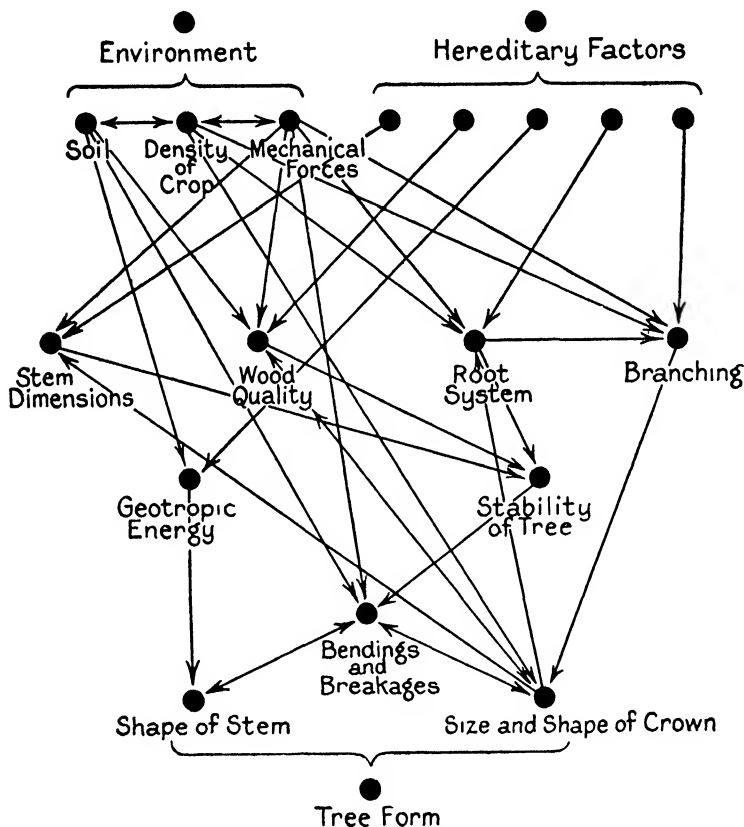 Environment
Hereditary Factors
Soil
Density
of
Crop
Mechanical
Forces
Stem
Dimensions
Wood
Quality
Root
System
Branching
Geotropic
Energy
Stability
of Tree
Bendings
and
Breakages
Shape of Stem
Size and Shape of Crown
Tree Form